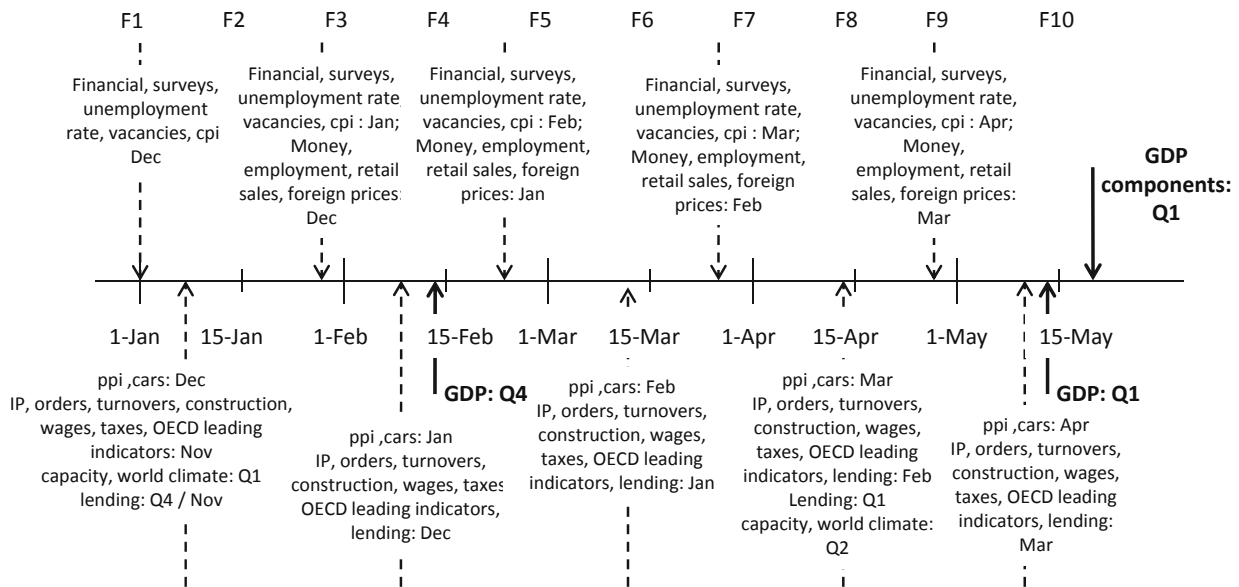 F1 F2 F3 F4 F5 F6 F7 F8 F9 F10
Financial, surveys,
unemployment
rate, vacancies, cpi
Dec
Financial, surveys,
unemployment rate,
vacancies, cpi : Jan;
Money,
employment, retail
sales, foreign prices:
Dec
Financial, surveys,
unemployment rate,
vacancies, cpi : Feb;
Money, employment,
retail sales, foreign
prices: Jan
Financial, surveys,
unemployment rate,
vacancies, cpi : Mar;
Money, employment,
retail sales, foreign
prices: Feb
Financial, surveys,
unemployment rate,
vacancies, cpi : Apr;
Money,
employment, retail
sales, foreign prices:
Mar
GDP
components:
Q1
1-Jan 15-Jan 1-Feb 15-Feb 1-Mar 15-Mar 1-Apr 15-Apr 1-May 15-May
ppi ,cars: Dec
IP, orders, turnovers, construction,
wages, taxes, OECD leading
indicators: Nov
capacity, world climate: Q1
lending: Q4 / Nov
GDP: Q4
ppi ,cars: Jan
IP, orders, turnovers,
construction, wages, taxes
OECD leading indicators,
lending: Dec
ppi ,cars: Feb
IP, orders, turnovers,
construction, wages,
taxes, OECD leading
indicators, lending: Jan
ppi ,cars: Mar
IP, orders, turnovers,
construction, wages,
taxes, OECD leading
indicators, lending: Feb
Lending: Q1
capacity, world climate:
Q2
GDP: Q1
ppi ,cars: Apr
IP, orders, turnovers,
construction, wages,
taxes, OECD leading
indicators, lending:
Mar